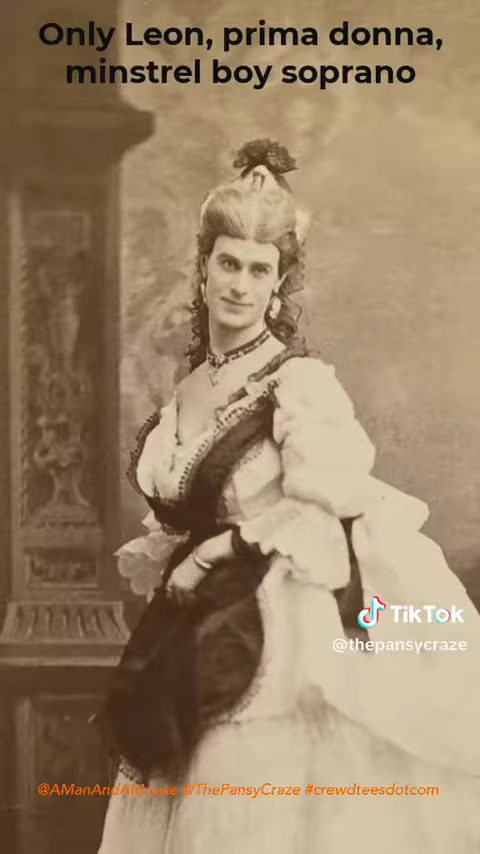 Only Leon, prima donna,
minstrel boy soprano
TikTok
@thepansycraze
@AManAndAMouse @ThePansyCraze #crewdteesdotcom